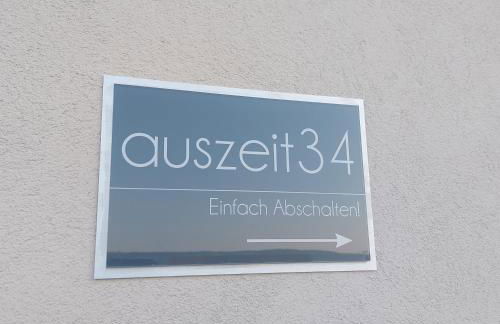 auszeit34
Einfach Abschalten!